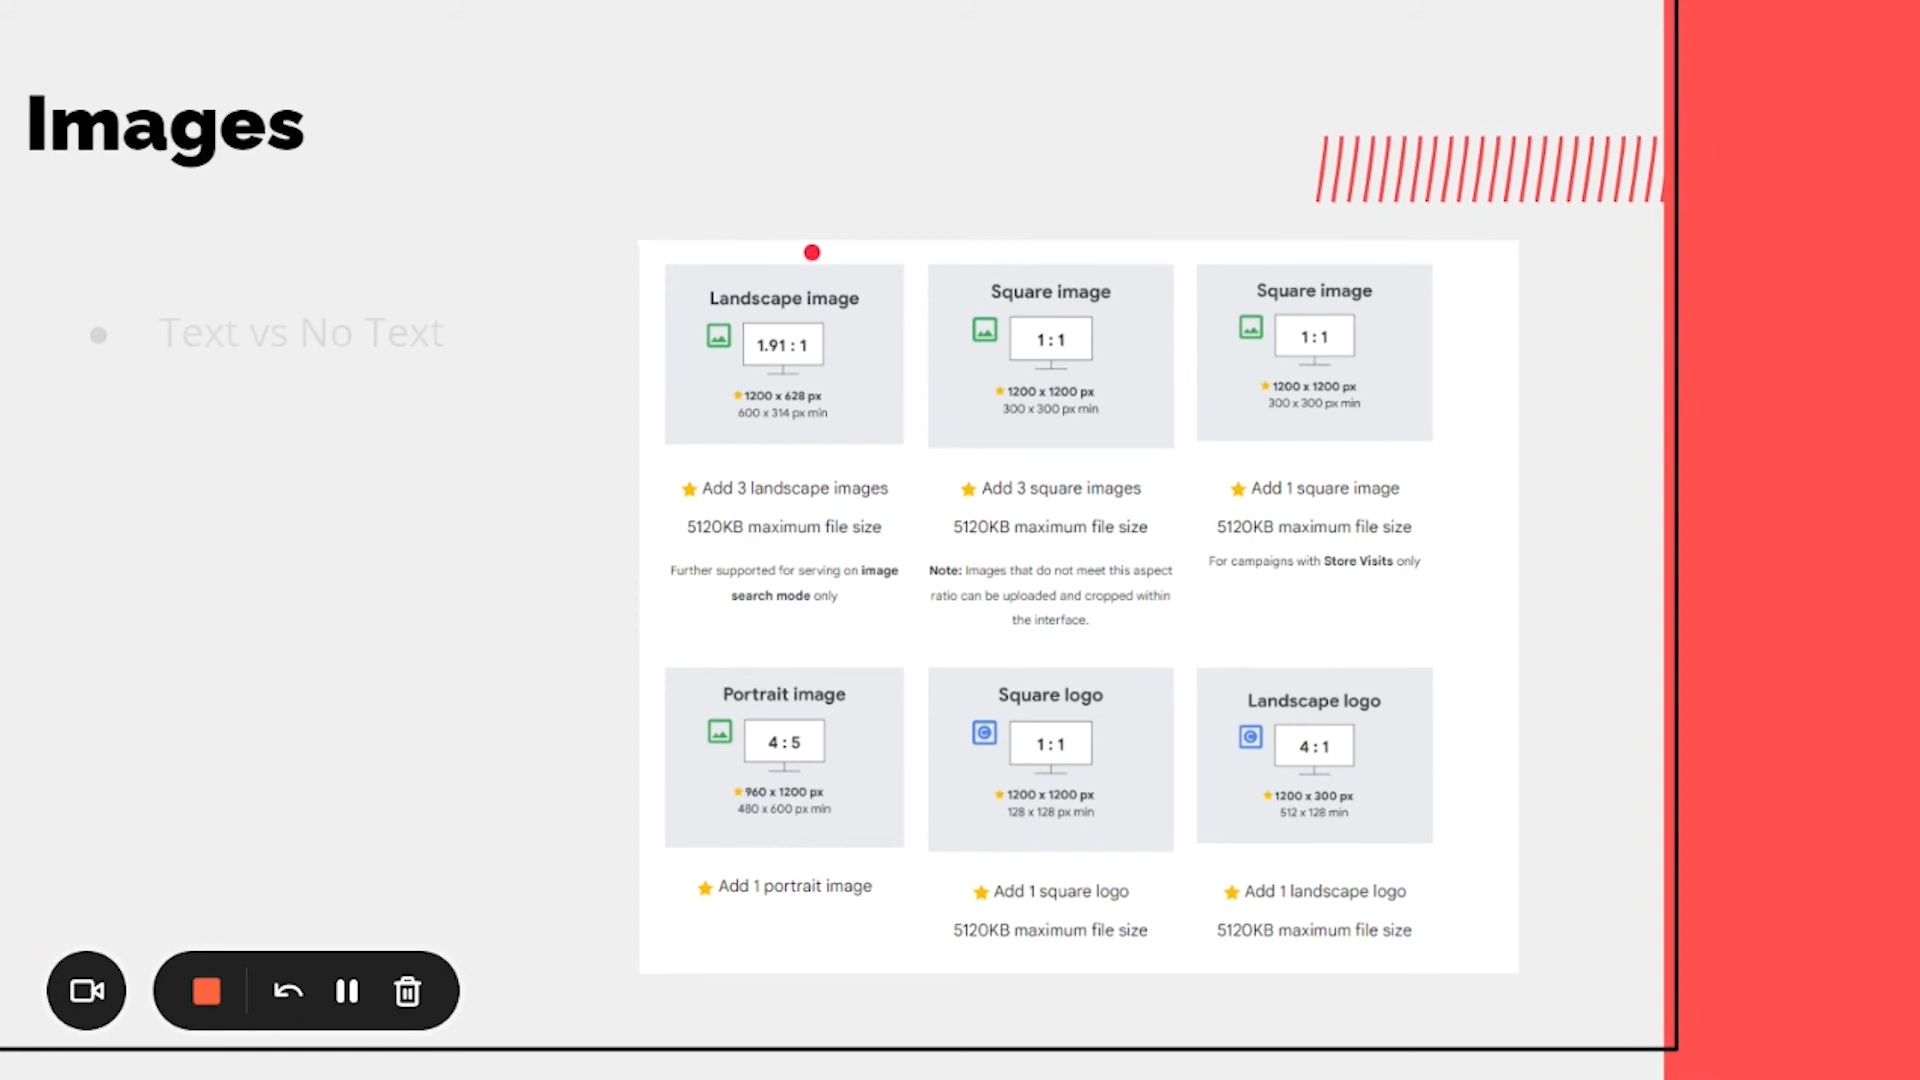 Images
Text vs No Text
Landscape image
1.91 : 1
1200 x 628 px
600 x 314 px min
Add 3 landscape images
5120KB maximum file size
Further supported for serving on image
search mode only
Square image
1 : 1
1200 x 1200 px
300 x 300 px min
Add 3 square images
5120KB maximum file size
Note: Images that do not meet this aspect
ratio can be uploaded and cropped within
the interface.
Square image
1 : 1
1200 x 1200 px
300 x 300 px min
Add 1 square image
5120KB maximum file size
For campaigns with Store Visits only
Portrait image
4 : 5
960 x 1200 px
480 x 600 px min
Add 1 portrait image
Square logo
1 : 1
1200 x 1200 px
128 x 128 px min
Add 1 square logo
5120KB maximum file size
Landscape logo
4 : 1
1200 x 300 px
512 x 128 min
Add 1 landscape logo
5120KB maximum file size